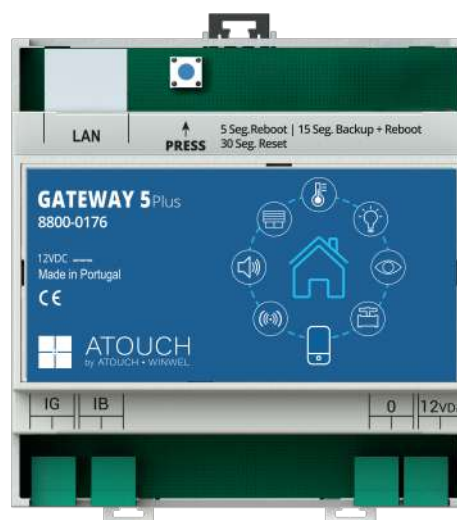 LAN
PRESS
5 Seg.Reboot | 15 Seg. Backup + Reboot
30 Seg. Reset
GATEWAY 5Plus
8800-0176
12VDC
Made in Portugal
CE
ATOUCH
by ATOUCH • WINWEL
IG IB 0 12VD